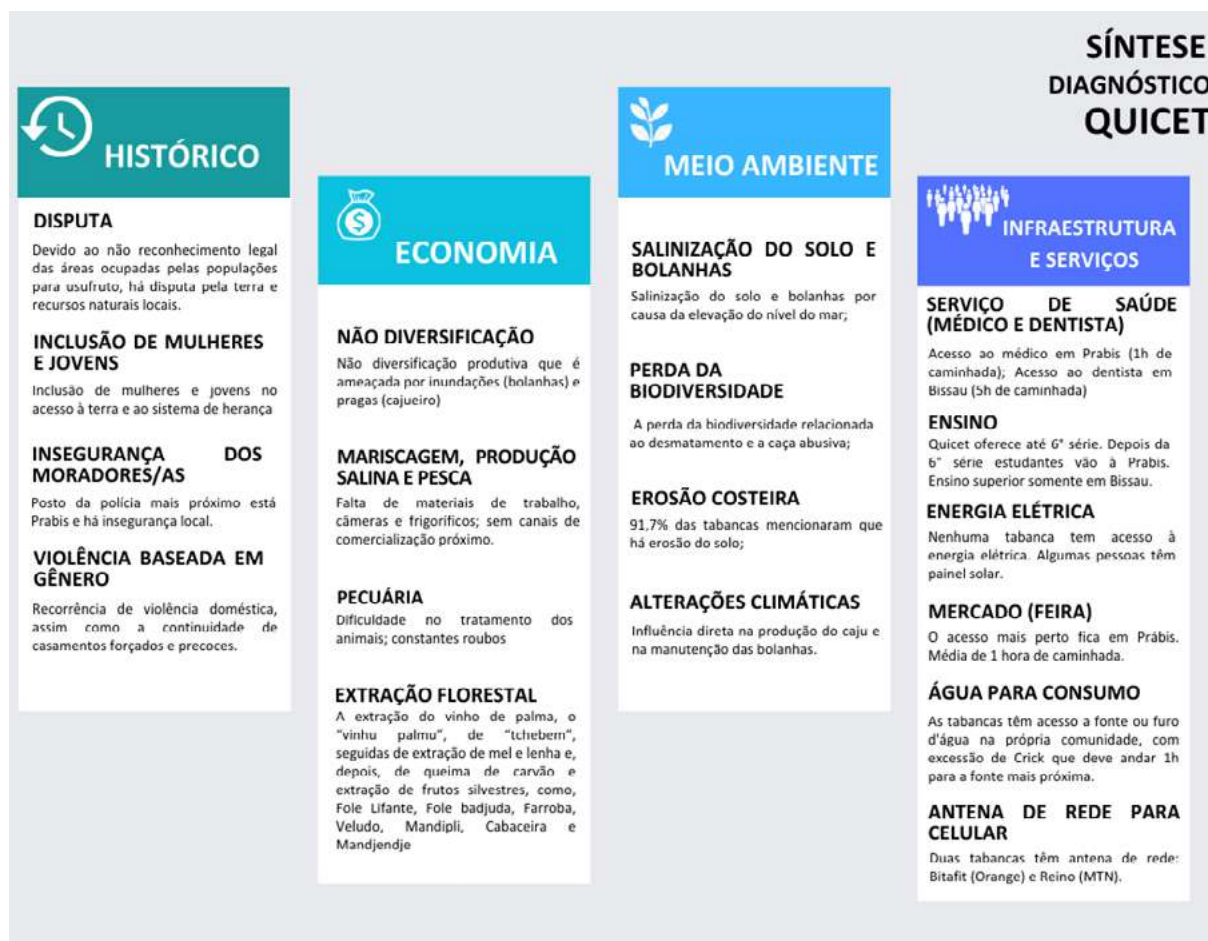 SÍNTESE
DIAGNÓSTICO
QUICET
HISTÓRICO
DISPUTA
Devido ao não reconhecimento legal
das áreas ocupadas pelas populações
para usufruto, há disputa pela terra e
recursos naturais locais.
INCLUSÃO DE MULHERES
E JOVENS
Inclusão de mulheres e jovens no
acesso à terra e ao sistema de herança
INSEGURANÇA DOS
MORADORES/AS
Posto da polícia mais próximo está
Prabis e há insegurança local.
VIOLÊNCIA BASEADA EM
GÊNERO
Recorrência de violência doméstica,
assim como a continuidade de
casamentos forçados e precoces.
ECONOMIA
NÃO DIVERSIFICAÇÃO
Não diversificação produtiva que é
ameaçada por inundações (bolanhas) e
pragas (cajueiro)
MARISCAGEM, PRODUÇÃO
SALINA E PESCA
Falta de materiais de trabalho,
câmeras e frigoríficos; sem canais de
comercialização próximo.
PECUÁRIA
Dificuldade no tratamento dos
animais; constantes roubos
EXTRAÇÃO FLORESTAL
A extração do vinho de palma, o
"vinhu palmu", de "tchebem",
seguidas de extração de mel e lenha e,
depois, de queima de carvão e
extração de frutos silvestres, como,
Fole Lifante, Fole badjuda, Farroba,
Veludo, Mandipli, Cabaceira e
Mandjendje
MEIO AMBIENTE
SALINIZAÇÃO DO SOLO E
BOLANHAS
Salinização do solo e bolanhas por
causa da elevação do nível do mar;
PERDA DA
BIODIVERSIDADE
A perda da biodiversidade relacionada
ao desmatamento e a caça abusiva;
EROSÃO COSTEIRA
91,7% das tabancas mencionaram que
há erosão do solo;
ALTERAÇÕES CLIMÁTICAS
Influência direta na produção do caju e
na manutenção das bolanhas.
INFRAESTRUTURA
E SERVIÇOS
SERVIÇO DE SAÚDE
(MÉDICO E DENTISTA)
Acesso ao médico em Prabis (1h de
caminhada); Acesso ao dentista em
Bissau (5h de caminhada)
ENSINO
Quicet oferece até 6° série. Depois da
6° série estudantes vão à Prabis.
Ensino superior somente em Bissau.
ENERGIA ELÉTRICA
Nenhuma tabanca tem acesso à
energia elétrica. Algumas pessoas têm
painel solar.
MERCADO (FEIRA)
O acesso mais perto fica em Prábis.
Média de 1 hora de caminhada.
ÁGUA PARA CONSUMO
As tabancas têm acesso a fonte ou furo
d'água na própria comunidade, com
excessão de Crick que deve andar 1h
para a fonte mais próxima.
ANTENA DE REDE PARA
CELULAR
Duas tabancas têm antena de rede:
Bitafit (Orange) e Reino (MTN).